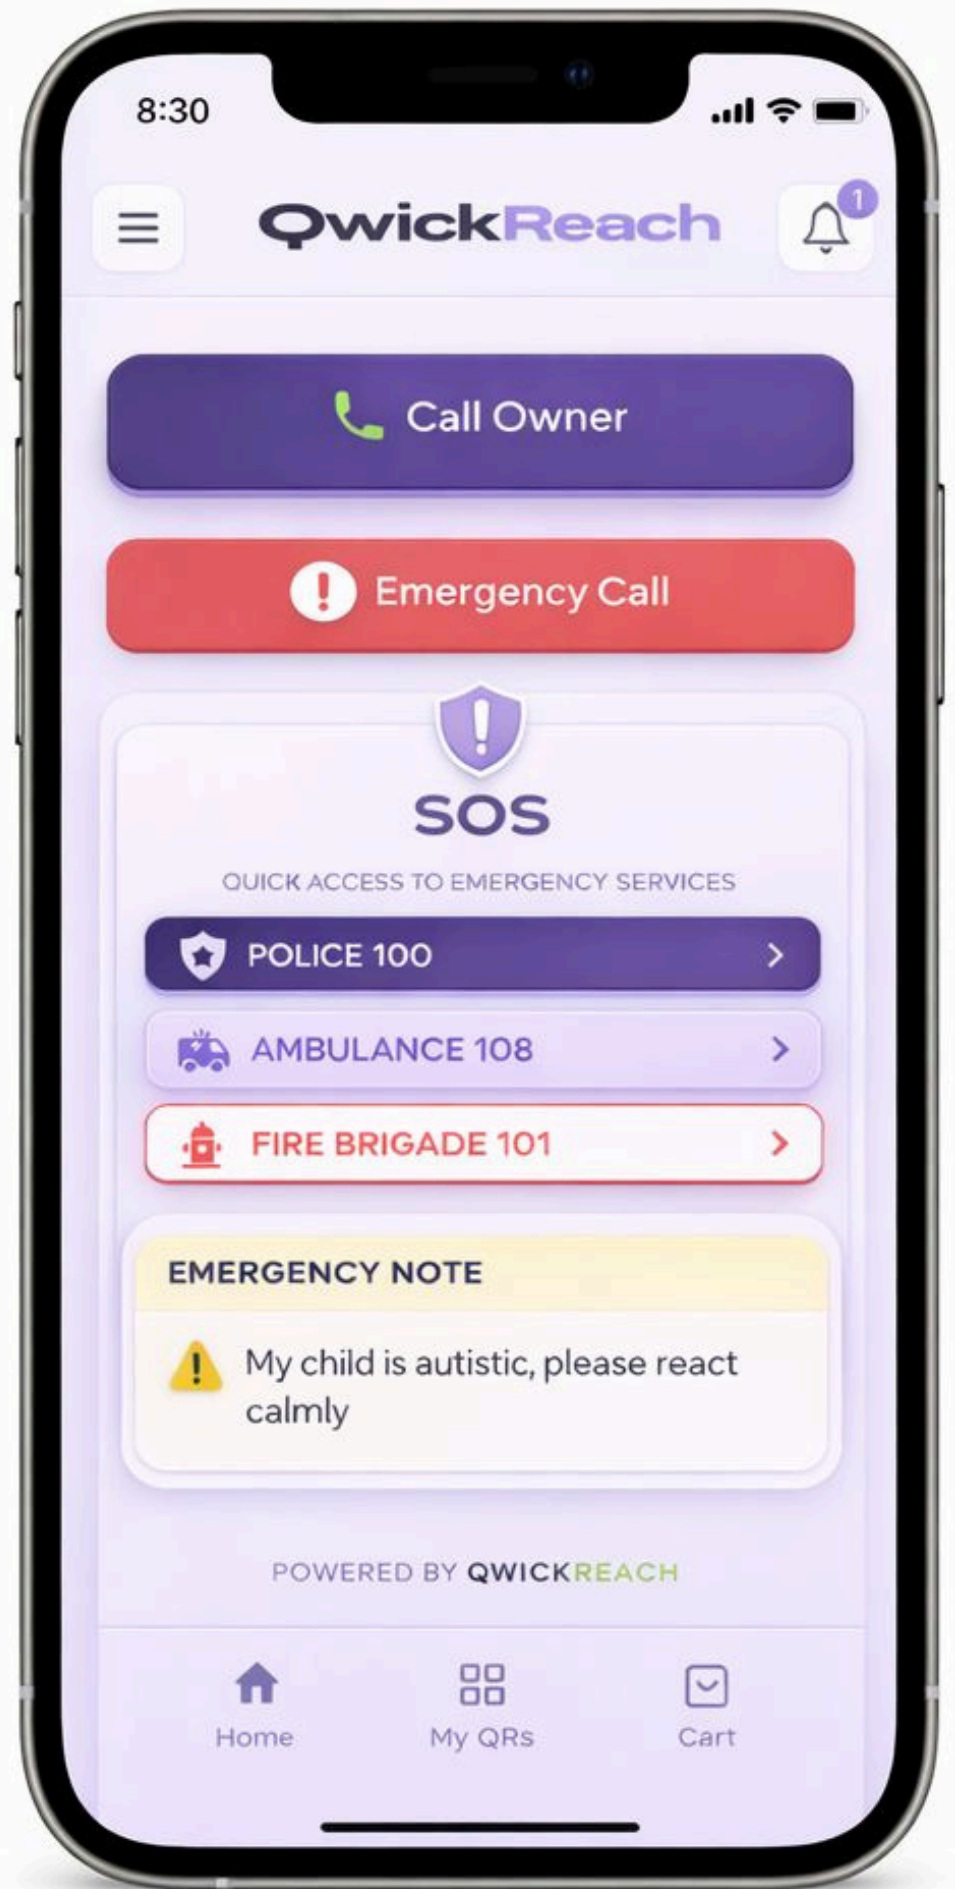 8:30
QwickReach
1
Call Owner
Emergency Call
SOS
QUICK ACCESS TO EMERGENCY SERVICES
POLICE 100
AMBULANCE 108
FIRE BRIGADE 101
EMERGENCY NOTE
My child is autistic, please react
calmly
POWERED BY QWICKREACH
Home
My QRs
Cart